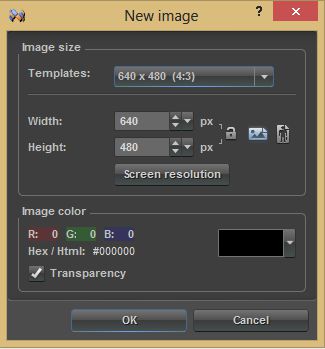 New image
? ×
Image size
Templates: 640 x 480 (4:3)
Width: 640 px
Height: 480 px
Screen resolution
Image color
R: 0 G: 0 B: 0
Hex / Html: #000000
Transparency
OK Cancel